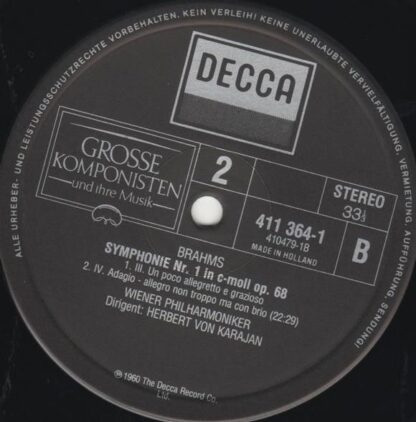 ALLE URHEBER- UND LEISTUNGSSCHUTZRECHTE VORBEHALTEN. KEIN VERLEIH! KEINE UNERLAUBTE VERVIELFÄLTIGUNG, VERMIETUNG, AUFFÜHRUNG, SENDUNG!
DECCA
GROSSE
KOMPONISTEN
und ihre Musik
2
STEREO
33⅓
411 364-1
410479-1B
MADE IN HOLLAND
B
BRAHMS
SYMPHONIE Nr. 1 in c-moll op. 68
1. III. Un poco allegretto e grazioso
2. IV. Adagio - allegro non troppo ma con brio (22:29)
WIENER PHILHARMONIKER
Dirigent: HERBERT VON KARAJAN
℗ 1960 The Decca Record Co.
Ltd.